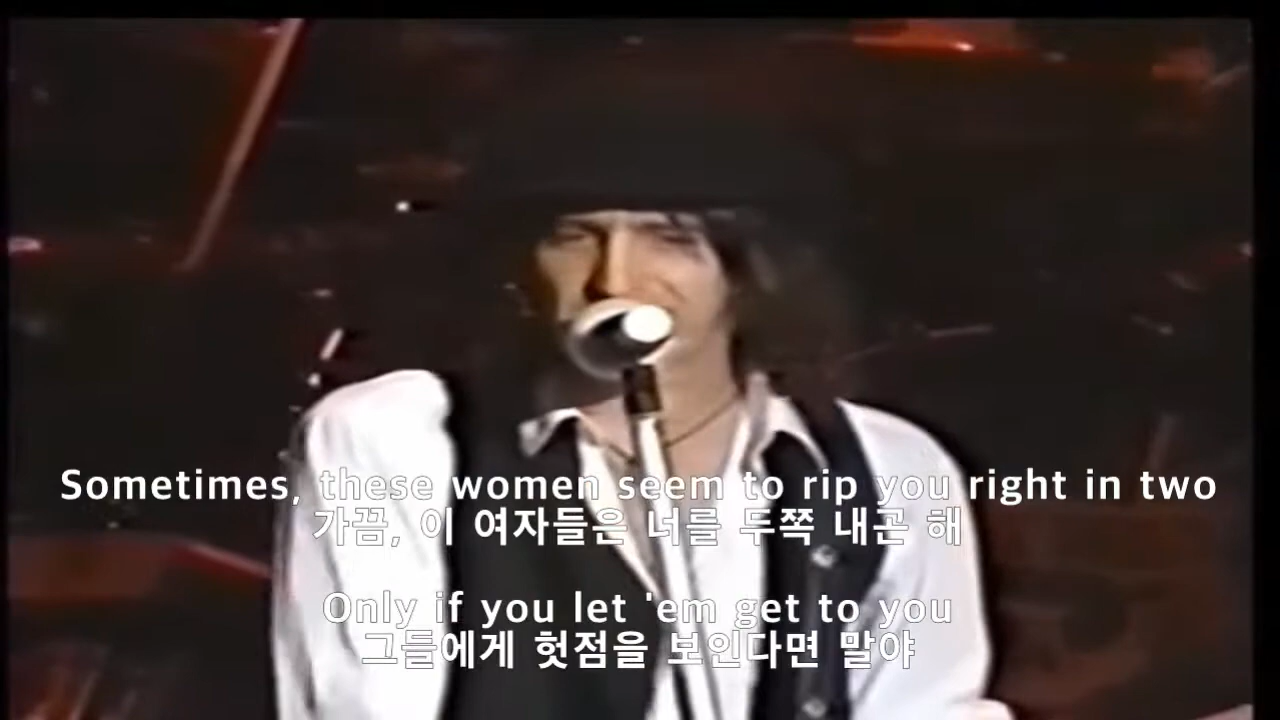 Sometimes, these women seem to rip you right in two
가끔, 이 여자들은 너를 두쪽 내곤 해
Only if you let 'em get to you
그들에게 헛점을 보인다면 말야